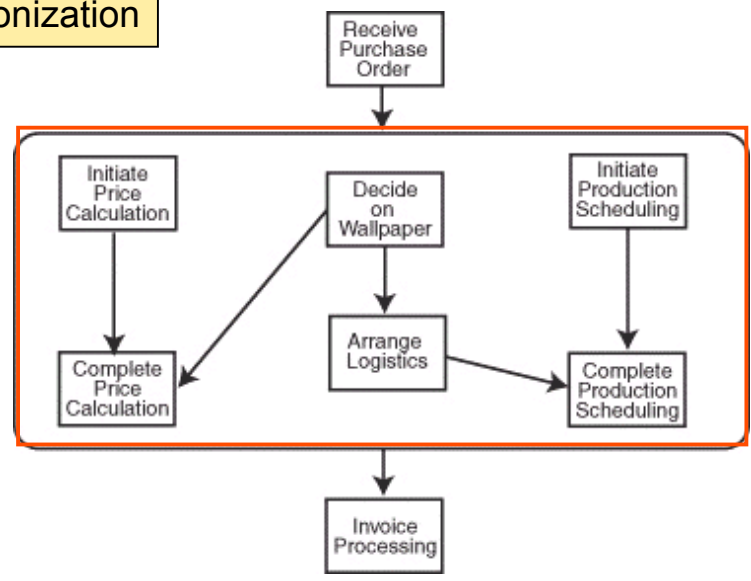 onization
Receive
Purchase
Order
Initiate
Price
Calculation
Decide
on
Wallpaper
Initiate
Production
Scheduling
Arrange
Logistics
Complete
Price
Calculation
Complete
Production
Scheduling
Invoice
Processing